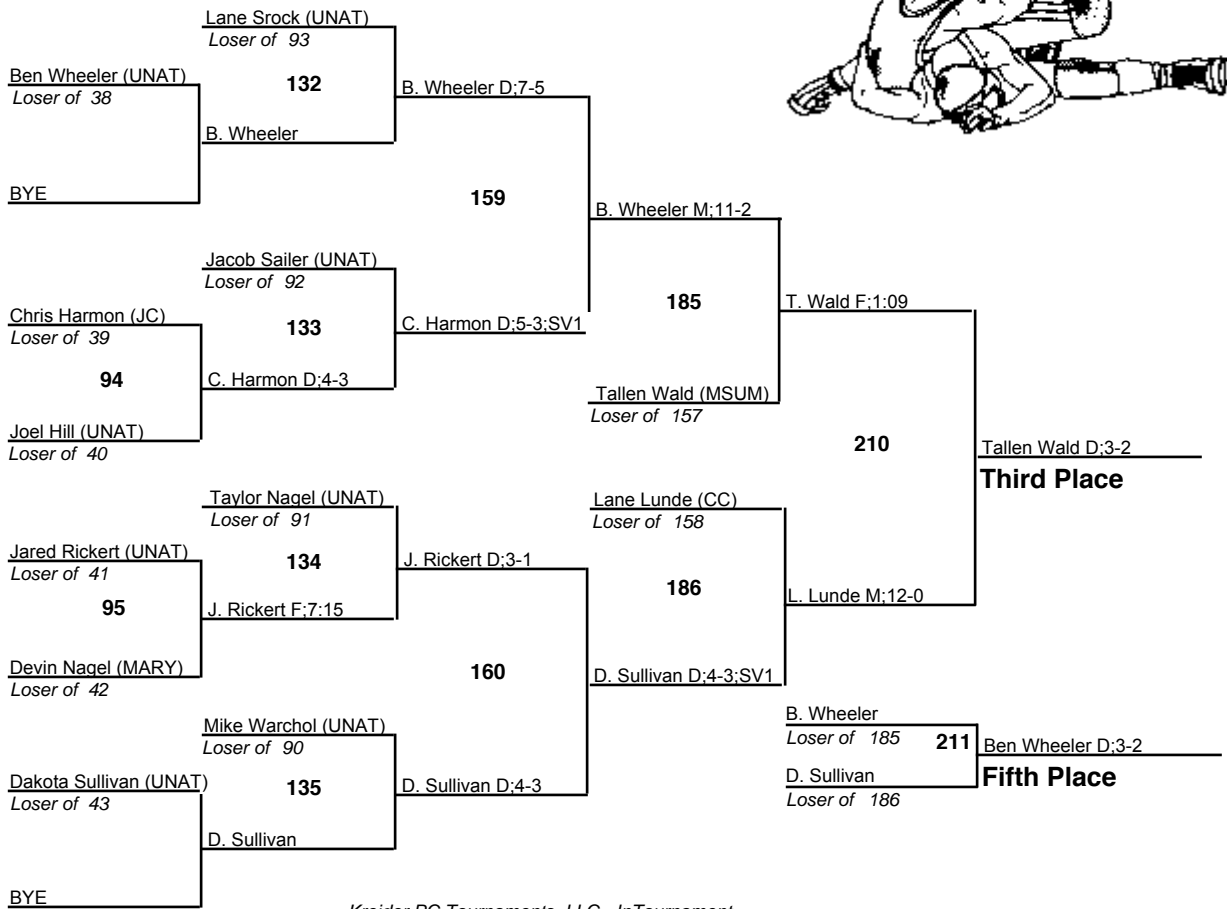 Lane Srock (UNAT)
Loser of 93
Ben Wheeler (UNAT)
Loser of 38
132
B. Wheeler D;7-5
B. Wheeler
BYE
159
B. Wheeler M;11-2
Jacob Sailer (UNAT)
Loser of 92
Chris Harmon (JC)
Loser of 39
133
C. Harmon D;5-3;SV1
94
C. Harmon D;4-3
Joel Hill (UNAT)
Loser of 40
185
T. Wald F;1:09
Tallen Wald (MSUM)
Loser of 157
210
Tallen Wald D;3-2
Third Place
Taylor Nagel (UNAT)
Loser of 91
Jared Rickert (UNAT)
Loser of 41
134
J. Rickert D;3-1
95
J. Rickert F;7:15
Devin Nagel (MARY)
Loser of 42
Lane Lunde (CC)
Loser of 158
186
L. Lunde M;12-0
160
D. Sullivan D;4-3;SV1
Mike Warchol (UNAT)
Loser of 90
Dakota Sullivan (UNAT)
Loser of 43
135
D. Sullivan D;4-3
D. Sullivan
BYE
B. Wheeler
Loser of 185
211
Ben Wheeler D;3-2
Fifth Place
D. Sullivan
Loser of 186